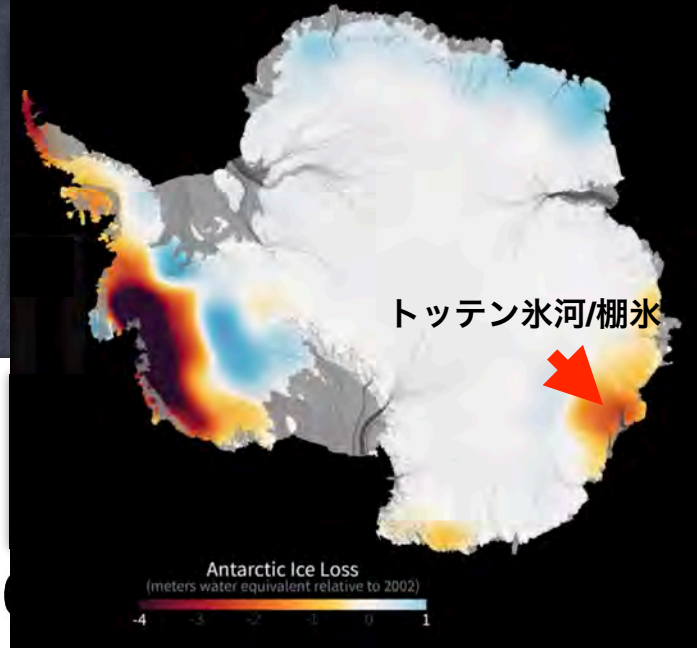 トッテン氷河/棚氷
Antarctic Ice Loss
(meters water equivalent relative to 2002)
-4 -3 -2 -1 0 1